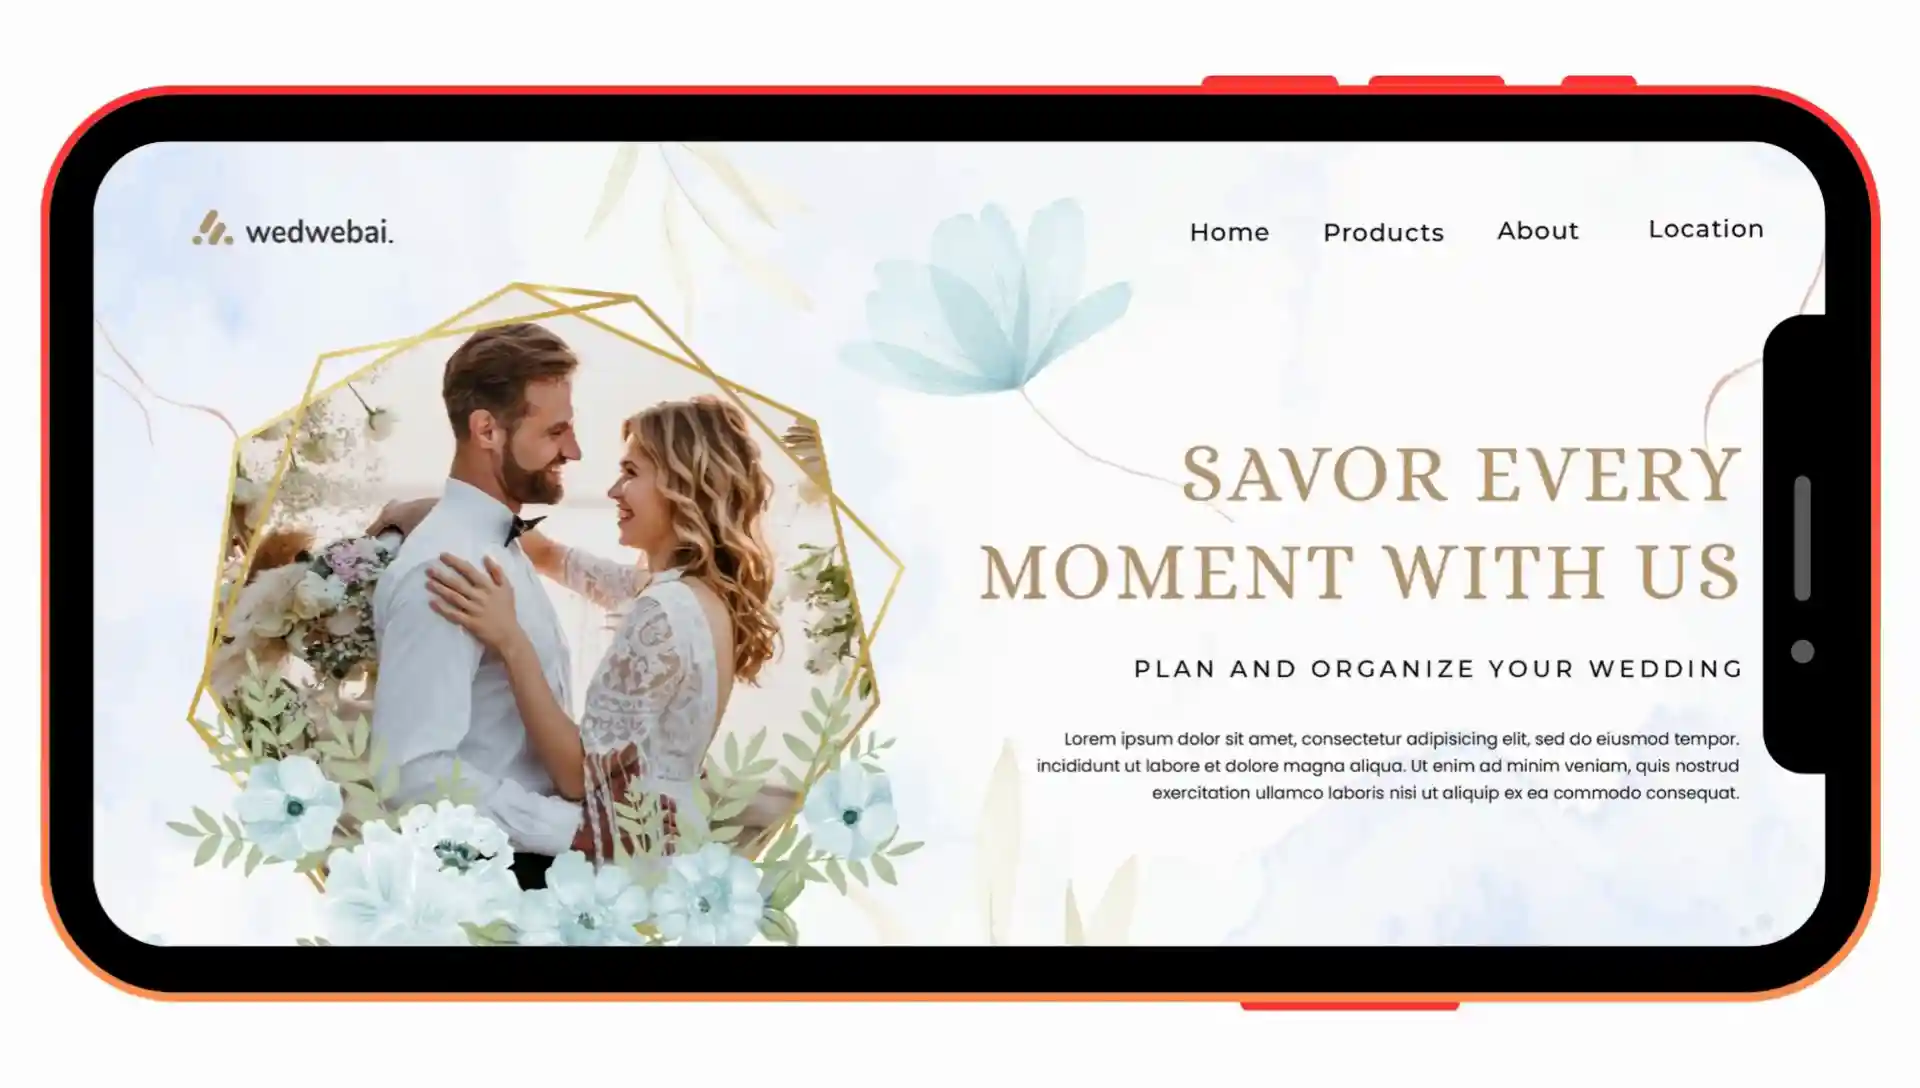 wedwebai.
Home Products About Location
SAVOR EVERY
MOMENT WITH US
PLAN AND ORGANIZE YOUR WEDDING
Lorem ipsum dolor sit amet, consectetur adipisicing elit, sed do eiusmod tempor.
incididunt ut labore et dolore magna aliqua. Ut enim ad minim veniam, quis nostrud
exercitation ullamco laboris nisi ut aliquip ex ea commodo consequat.